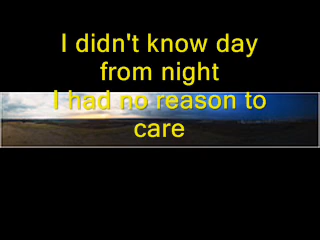 I didn't know day
from night
I had no reason to
care